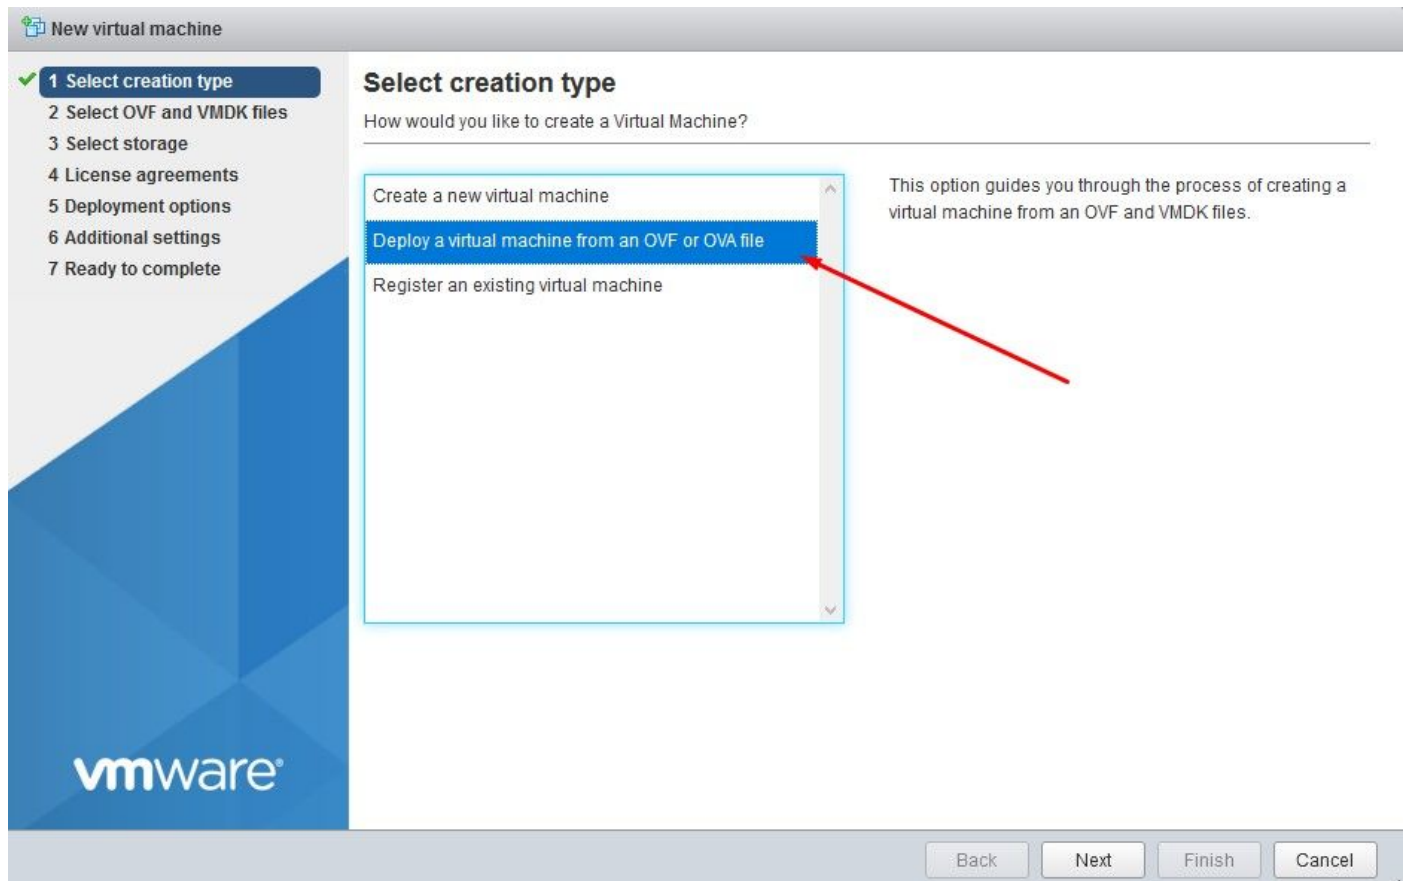 New virtual machine
1 Select creation type
2 Select OVF and VMDK files
3 Select storage
4 License agreements
5 Deployment options
6 Additional settings
7 Ready to complete
Select creation type
How would you like to create a Virtual Machine?
Create a new virtual machine
Deploy a virtual machine from an OVF or OVA file
Register an existing virtual machine
This option guides you through the process of creating a
virtual machine from an OVF and VMDK files.
vmware®
Back
Next
Finish
Cancel